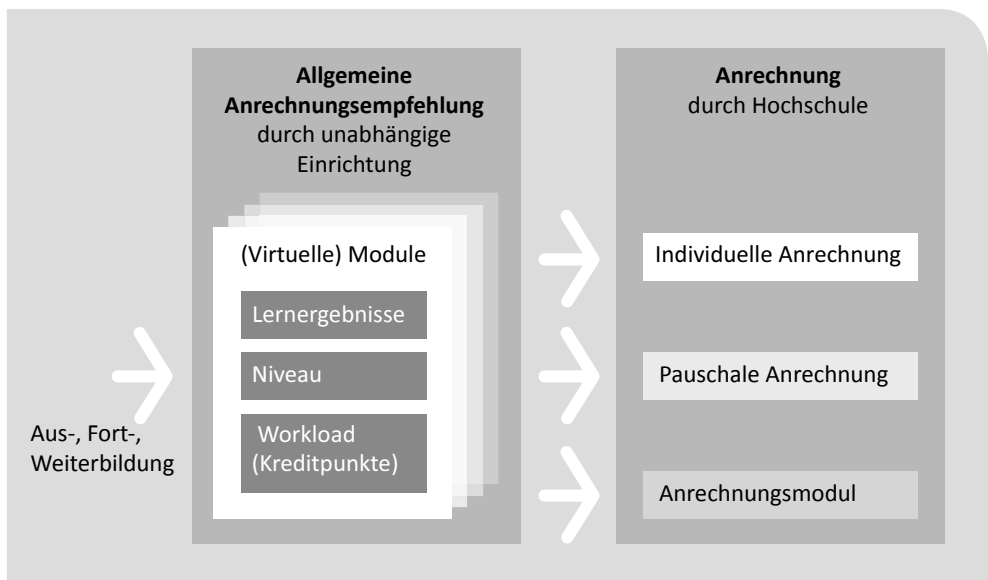 Allgemeine
Anrechnungsempfehlung
durch unabhängige
Einrichtung
(Virtuelle) Module
Lernergebnisse
Niveau
Workload
(Kreditpunkte)
Aus-, Fort-,
Weiterbildung
Anrechnung
durch Hochschule
Individuelle Anrechnung
Pauschale Anrechnung
Anrechnungsmodul